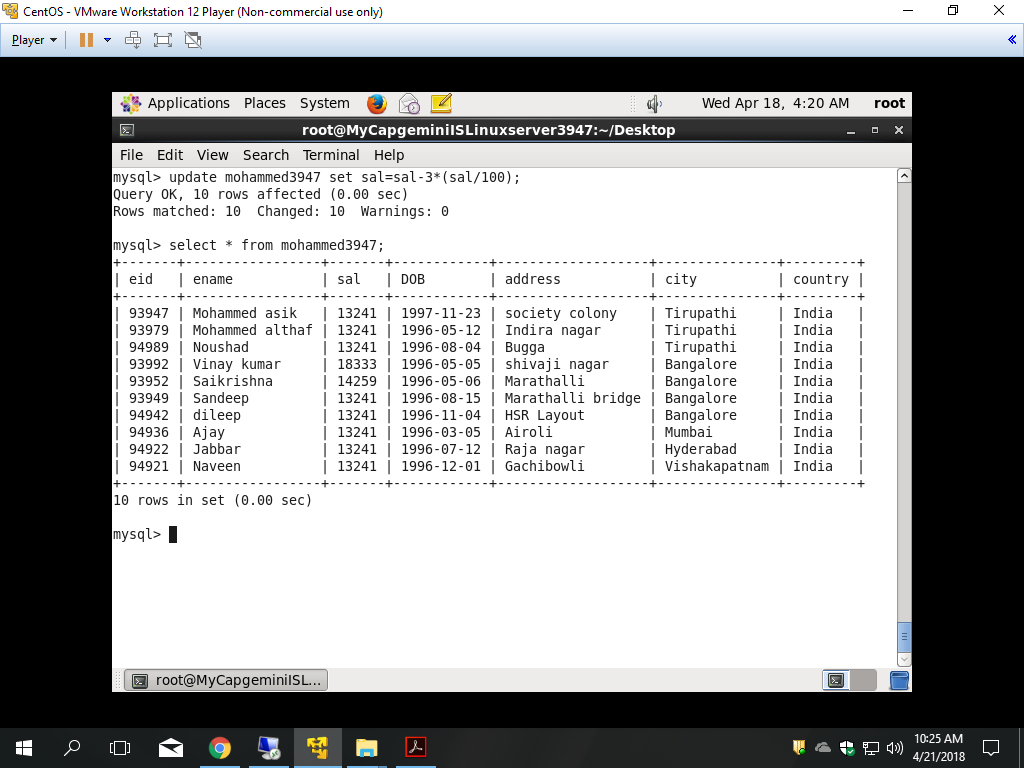 CentOS - VMware Workstation 12 Player (Non-commercial use only)
Player
Applications Places System Wed Apr 18, 4:20 AM root
root@MyCapgeminiISLinuxserver3947:~/Desktop
File Edit View Search Terminal Help
mysql> update mohammed3947 set sal=sal-3*(sal/100);
Query OK, 10 rows affected (0.00 sec)
Rows matched: 10  Changed: 10  Warnings: 0
mysql> select * from mohammed3947;
+-------+-----------------+-------+------------+-------------------+---------------+---------+
| eid   | ename           | sal   | DOB        | address           | city          | country |
+-------+-----------------+-------+------------+-------------------+---------------+---------+
| 93947 | Mohammed asik   | 13241 | 1997-11-23 | society colony    | Tirupathi     | India   |
| 93979 | Mohammed althaf | 13241 | 1996-05-12 | Indira nagar      | Tirupathi     | India   |
| 94989 | Noushad         | 13241 | 1996-08-04 | Bugga             | Tirupathi     | India   |
| 93992 | Vinay kumar     | 18333 | 1996-05-05 | shivaji nagar     | Bangalore     | India   |
| 93952 | Saikrishna      | 14259 | 1996-05-06 | Marathalli        | Bangalore     | India   |
| 93949 | Sandeep         | 13241 | 1996-08-15 | Marathalli bridge | Bangalore     | India   |
| 94942 | dileep          | 13241 | 1996-11-04 | HSR Layout        | Bangalore     | India   |
| 94936 | Ajay            | 13241 | 1996-03-05 | Airoli            | Mumbai        | India   |
| 94922 | Jabbar          | 13241 | 1996-07-12 | Raja nagar        | Hyderabad     | India   |
| 94921 | Naveen          | 13241 | 1996-12-01 | Gachibowli        | Vishakapatnam | India   |
+-------+-----------------+-------+------------+-------------------+---------------+---------+
10 rows in set (0.00 sec)
mysql>
root@MyCapgeminiISL...
10:25 AM
4/21/2018